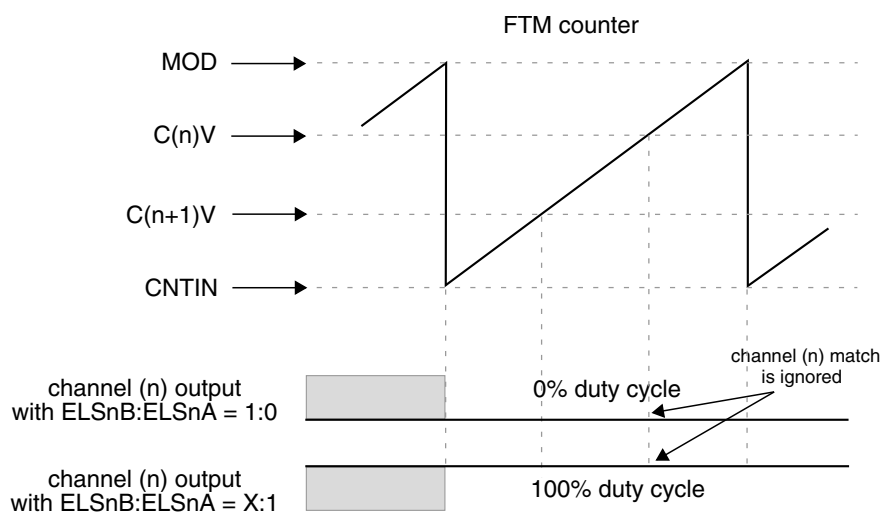 FTM counter
MOD
C(n)V
C(n+1)V
CNTIN
channel (n) match
is ignored
channel (n) output
with ELSnB:ELSnA = 1:0
0% duty cycle
channel (n) output
with ELSnB:ELSnA = X:1
100% duty cycle